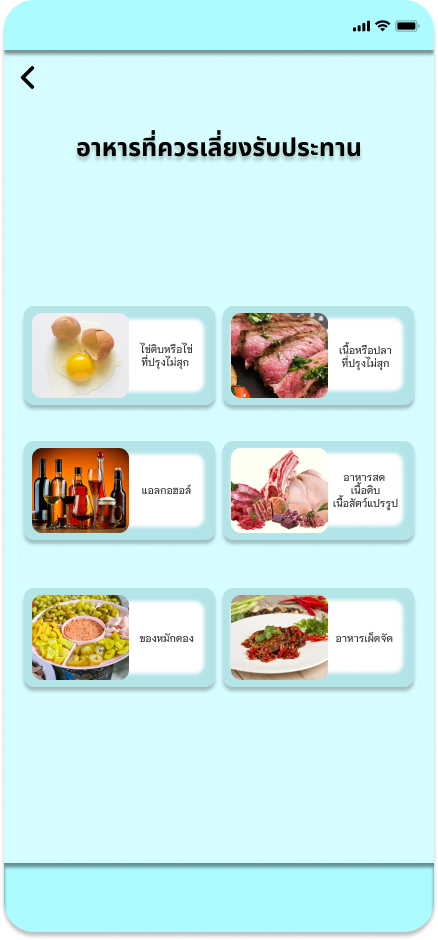 อาหารที่ควรเลี่ยงรับประทาน
ไข่ดิบหรือไข่
ที่ปรุงไม่สุก
เนื้อหรือปลา
ที่ปรุงไม่สุก
แอลกอฮอล์
อาหารสด
เนื้อดิบ
เนื้อสัตว์แปรรูป
ของหมักดอง
อาหารเผ็ดจัด